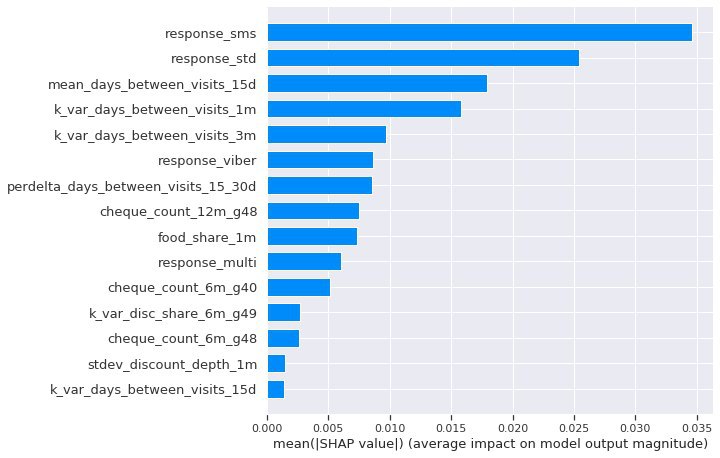 response_sms
response_std
mean_days_between_visits_15d
k_var_days_between_visits_1m
k_var_days_between_visits_3m
response_viber
perdelta_days_between_visits_15_30d
cheque_count_12m_g48
food_share_1m
response_multi
cheque_count_6m_g40
k_var_disc_share_6m_g49
cheque_count_6m_g48
stdev_discount_depth_1m
k_var_days_between_visits_15d
0.000 0.005 0.010 0.015 0.020 0.025 0.030 0.035
mean(|SHAP value|) (average impact on model output magnitude)